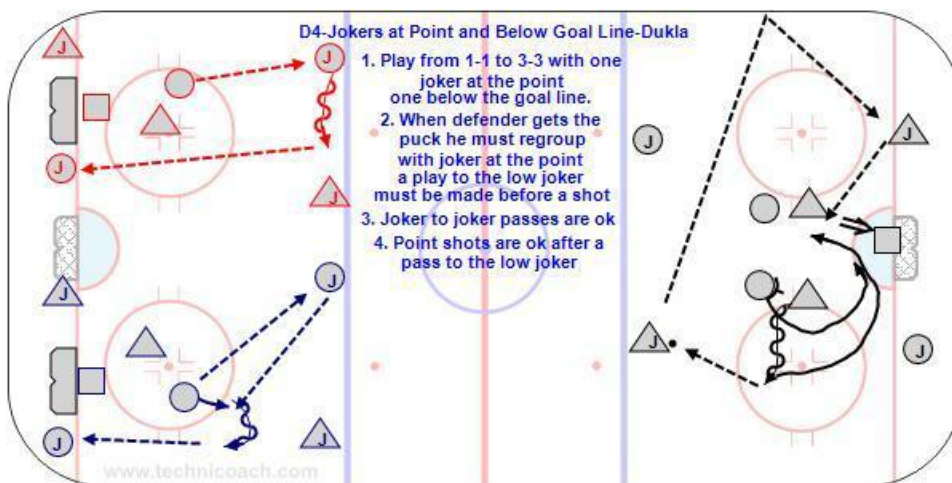 D4-Jokers at Point and Below Goal Line-Dukla
1. Play from 1-1 to 3-3 with one
joker at the point
one below the goal line.
2. When defender gets the
puck he must regroup
with joker at the point
a play to the low joker
must be made before a shot
3. Joker to joker passes are ok
4. Point shots are ok after a
pass to the low joker
J
J
J
J
J
J
J
J
J
J
J
J
www.technicoach.com